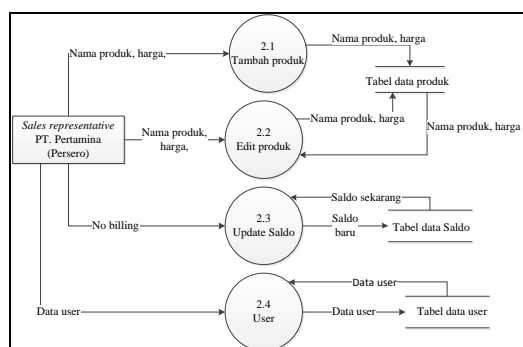 Nama produk, harga,
2.1
Tambah produk
Nama produk, harga
Tabel data produk
Sales representative
PT. Pertamina
(Persero)
Nama produk,
harga,
2.2
Edit produk
Nama produk, harga
Nama produk, harga
No billing
2.3
Update Saldo
Saldo sekarang
Saldo
baru
Tabel data Saldo
Data user
2.4
User
Data user
Data user
Tabel data user